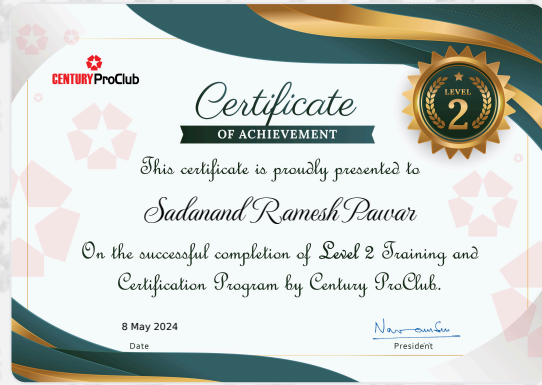 CENTURY ProClub
LEVEL
2
Certificate
OF ACHIEVEMENT
This certificate is proudly presented to
Sadanand Ramesh Pawar
On the successful completion of Level 2 Training and
Certification Program by Century ProClub.
8 May 2024
Date
President